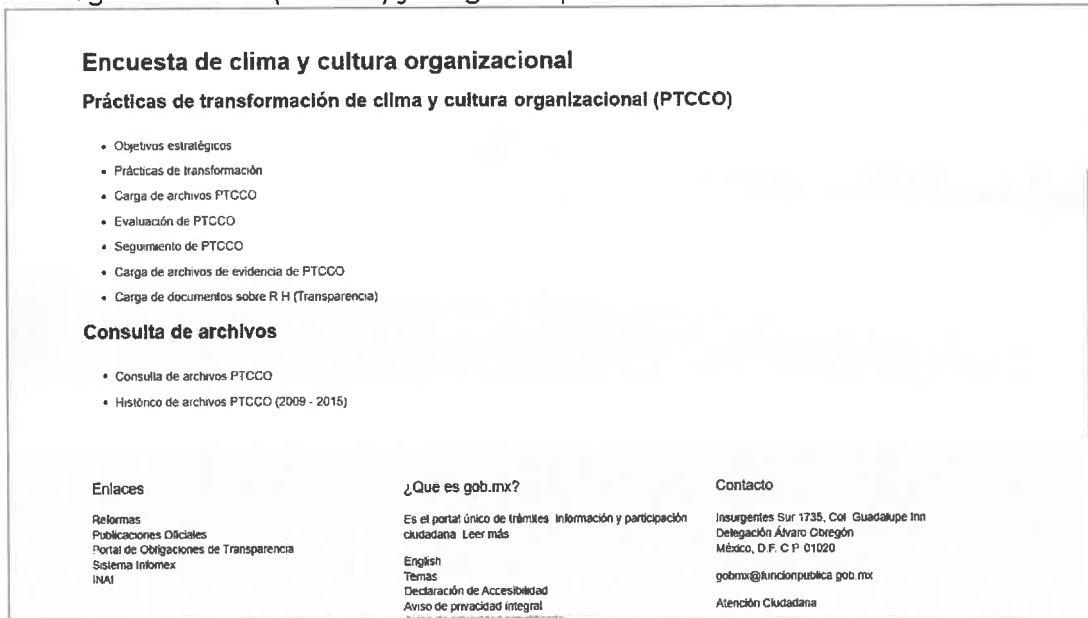 Encuesta de clima y cultura organizacional
Prácticas de transformación de clima y cultura organizacional (PTCCO)
• Objetivos estratégicos
• Prácticas de transformación
• Carga de archivos PTCCO
• Evaluación de PTCCO
• Seguimiento de PTCCO
• Carga de archivos de evidencia de PTCCO
• Carga de documentos sobre R H (Transparencia)
Consulta de archivos
• Consulta de archivos PTCCO
• Histórico de archivos PTCCO (2009 - 2015)
Enlaces
Reformas
Publicaciones Oficiales
Portal de Obligaciones de Transparencia
Sistema Infomex
INAI
¿Que es gob.mx?
Es el portal único de trámites información y participación
ciudadana Leer más
English
Temas
Declaración de Accesibilidad
Aviso de privacidad integral
Contacto
Insurgentes Sur 1735, Col Guadalupe Inn
Delegación Álvaro Obregón
México, D.F. C P 01020
gobmx@funcionpublica gob.mx
Atención Ciudadana